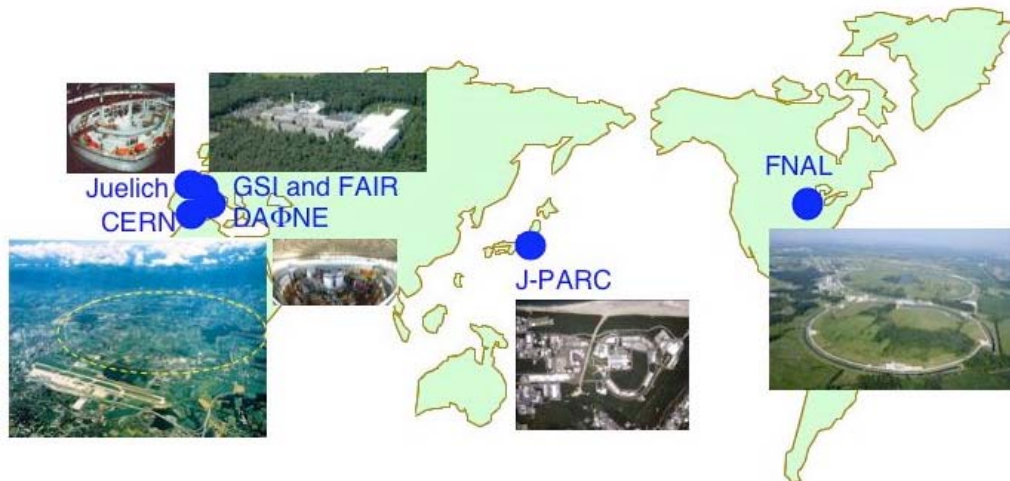 Juelich
GSI and FAIR
CERN
DAΦNE
FNAL
J-PARC